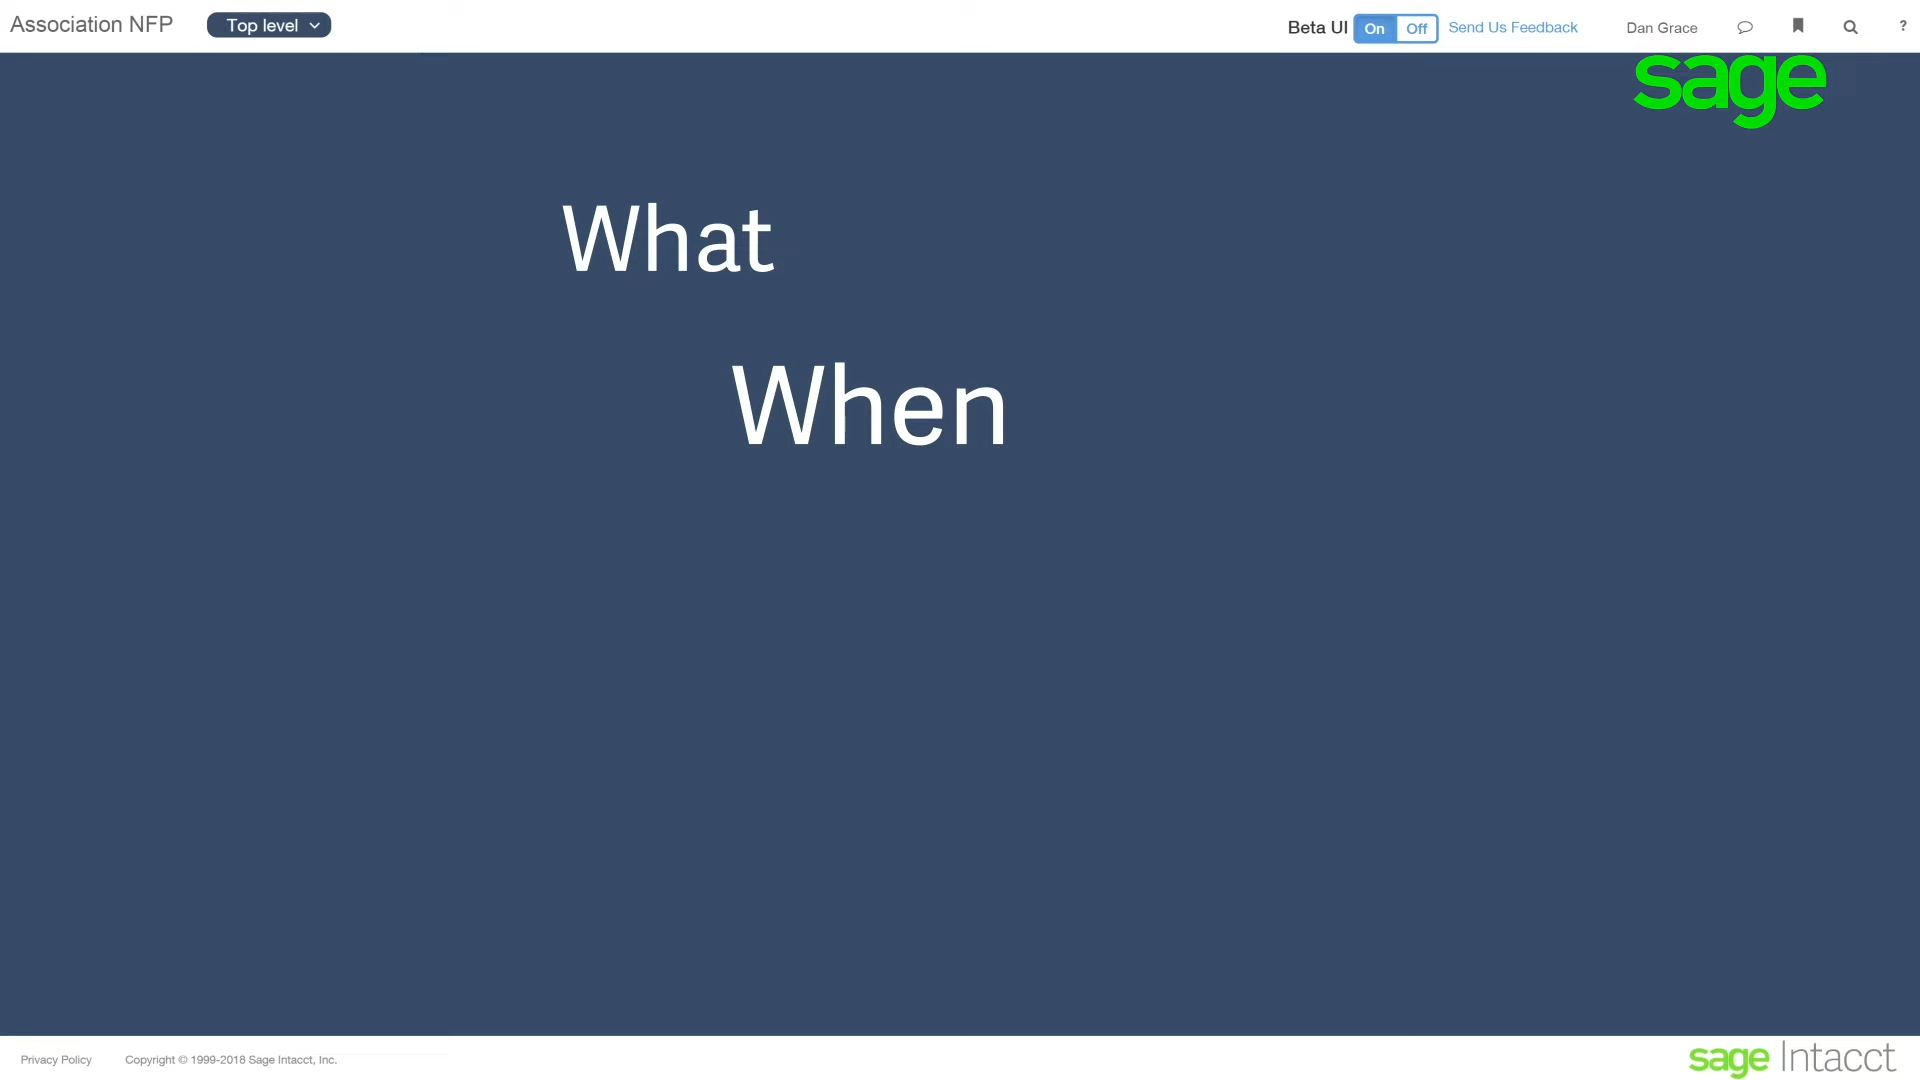 Association NFP
Top level
Beta UI On Off Send Us Feedback Dan Grace ?
sage
What
When
Privacy Policy Copyright © 1999-2018 Sage Intacct, Inc.
sage Intacct